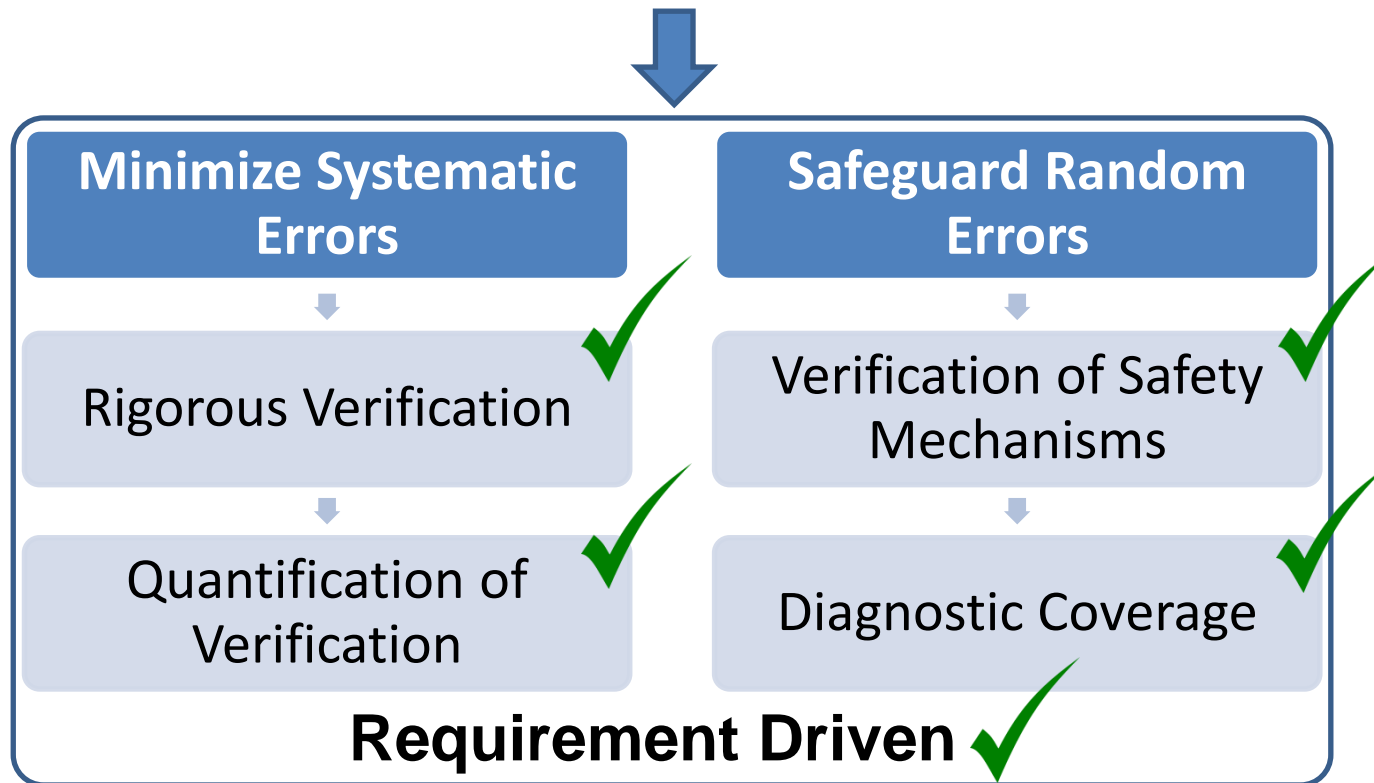 Minimize Systematic
Errors
Rigorous Verification
Quantification of
Verification
Safeguard Random
Errors
Verification of Safety
Mechanisms
Diagnostic Coverage
Requirement Driven